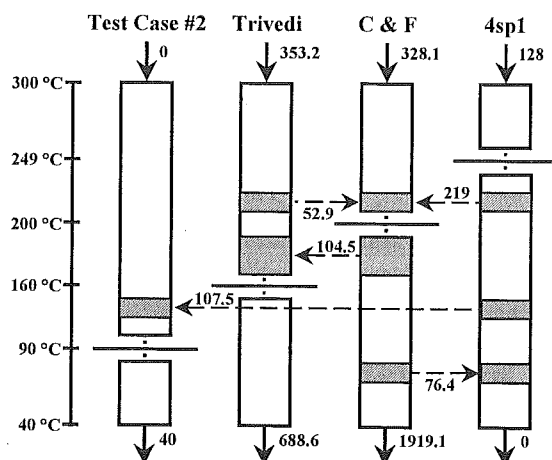 Test Case #2 Trivedi C & F 4sp1
0 353.2 328.1 128
300 °C
249 °C
219
52.9
200 °C
104.5
160 °C
107.5
90 °C
76.4
40 °C
40 688.6 1919.1 0